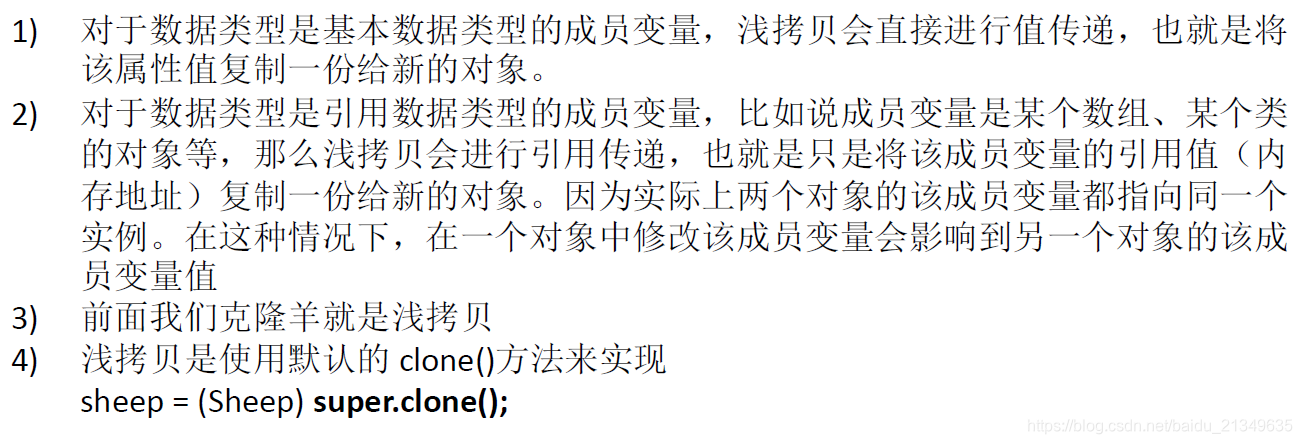 1) 对于数据类型是基本数据类型的成员变量，浅拷贝会直接进行值传递，也就是将
该属性值复制一份给新的对象。
2) 对于数据类型是引用数据类型的成员变量，比如说成员变量是某个数组、某个类
的对象等，那么浅拷贝会进行引用传递，也就是只是将该成员变量的引用值（内
存地址）复制一份给新的对象。因为实际上两个对象的该成员变量都指向同一个
实例。在这种情况下，在一个对象中修改该成员变量会影响到另一个对象的该成
员变量值
3) 前面我们克隆羊就是浅拷贝
4) 浅拷贝是使用默认的 clone()方法来实现
sheep = (Sheep) super.clone();
https://blog.csdn.net/baidu_21349635